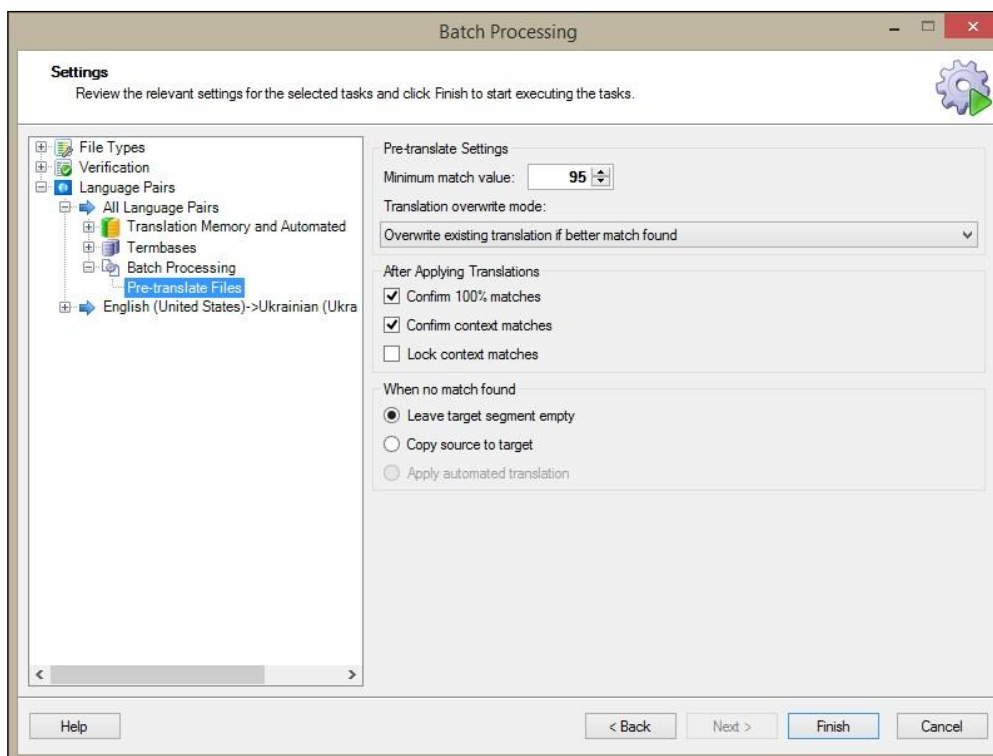 Batch Processing
Settings
Review the relevant settings for the selected tasks and click Finish to start executing the tasks.
File Types
Verification
Language Pairs
All Language Pairs
Translation Memory and Automated
Termbases
Batch Processing
Pre-translate Files
English (United States)->Ukrainian (Ukra
Pre-translate Settings
Minimum match value: 95
Translation overwrite mode:
Overwrite existing translation if better match found
After Applying Translations
Confirm 100% matches
Confirm context matches
Lock context matches
When no match found
Leave target segment empty
Copy source to target
Apply automated translation
Help < Back Next > Finish Cancel